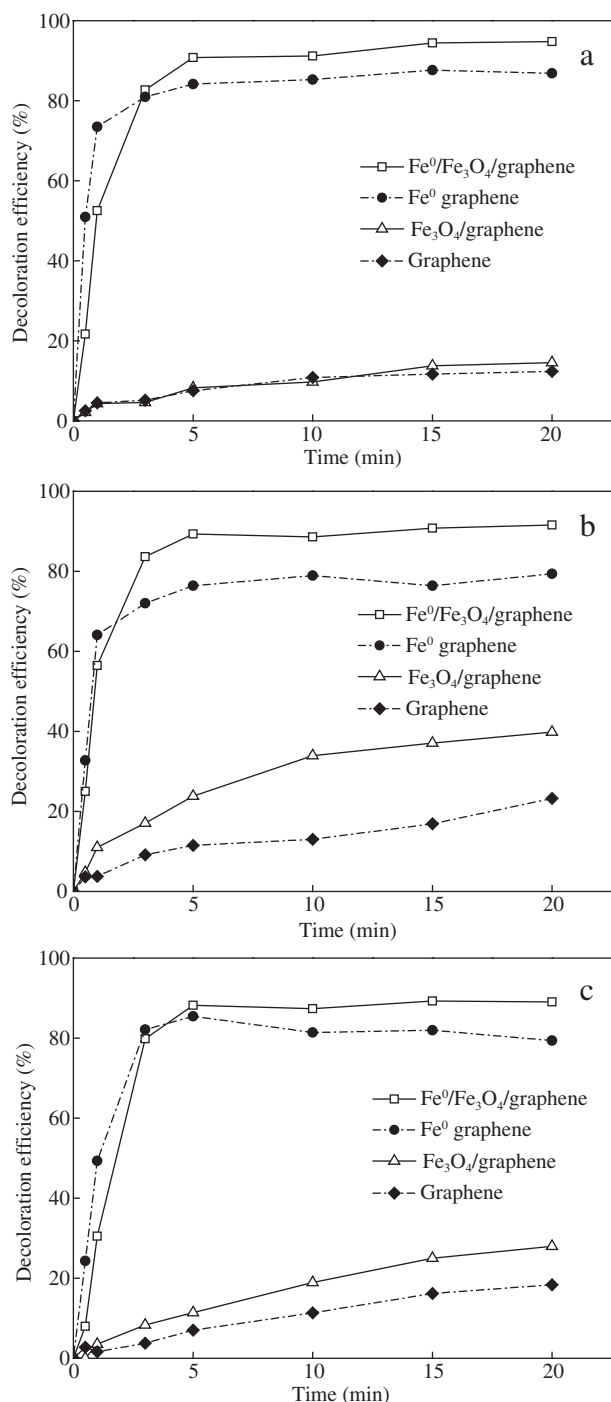 100
80
60
40
20
0
Decoloration efficiency (%)
a
Fe⁰/Fe₃O₄/graphene
Fe⁰ graphene
Fe₃O₄/graphene
Graphene
0 5 10 15 20
Time (min)
100
80
60
40
20
0
Decoloration efficiency (%)
b
Fe⁰/Fe₃O₄/graphene
Fe⁰ graphene
Fe₃O₄/graphene
Graphene
0 5 10 15 20
Time (min)
100
80
60
40
20
0
Decoloration efficiency (%)
c
Fe⁰/Fe₃O₄/graphene
Fe⁰ graphene
Fe₃O₄/graphene
Graphene
0 5 10 15 20
Time (min)